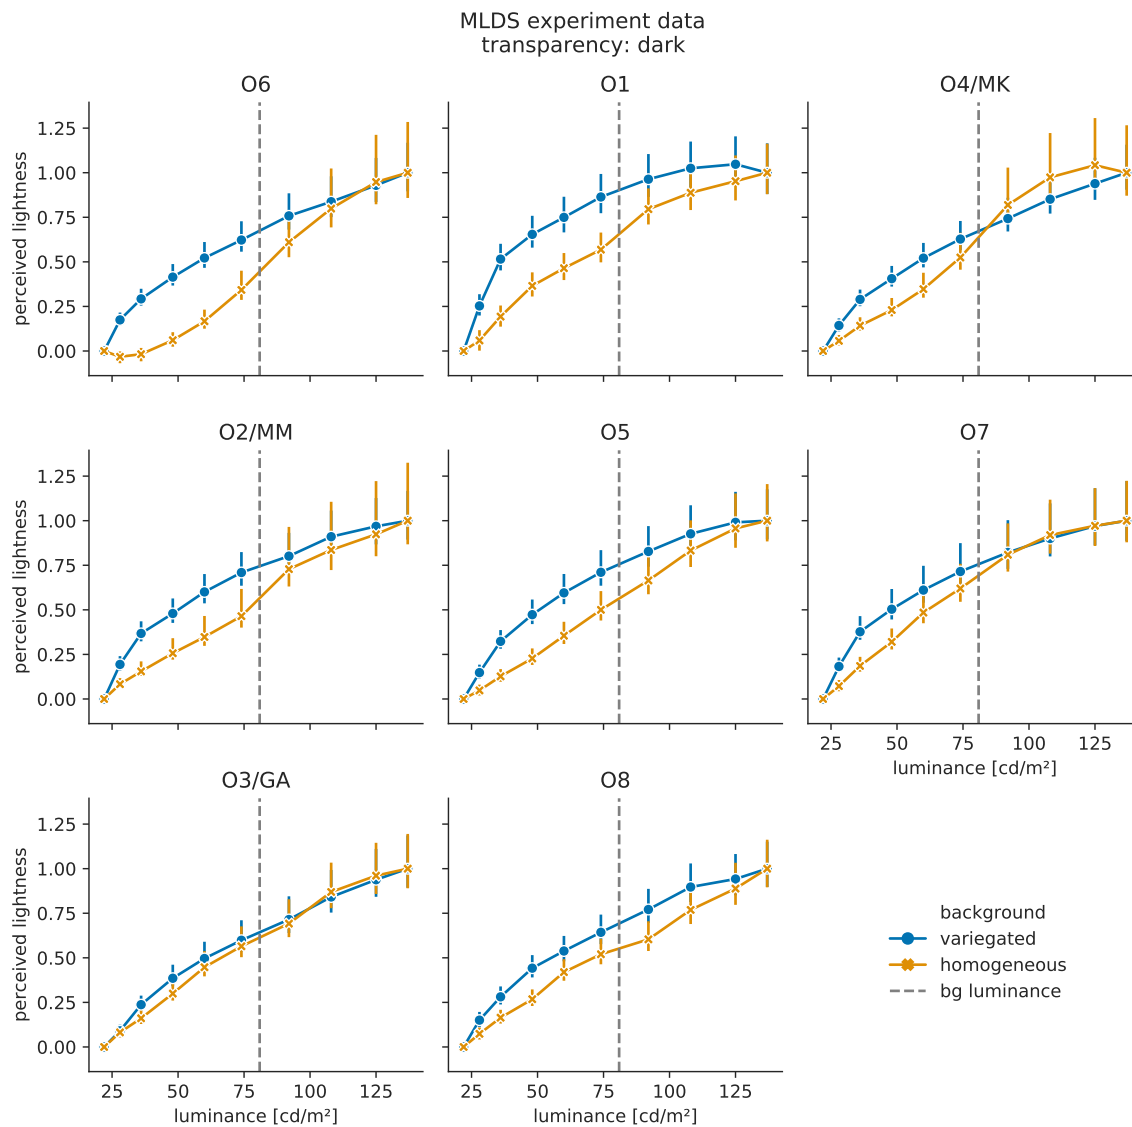 MLDS experiment data
transparency: dark
O6
O1
O4/MK
perceived lightness
1.25
1.00
0.75
0.50
0.25
0.00
O2/MM
O5
O7
perceived lightness
1.25
1.00
0.75
0.50
0.25
0.00
25 50 75 100 125
luminance [cd/m²]
O3/GA
O8
perceived lightness
1.25
1.00
0.75
0.50
0.25
0.00
25 50 75 100 125
luminance [cd/m²]
25 50 75 100 125
luminance [cd/m²]
background
variegated
homogeneous
bg luminance